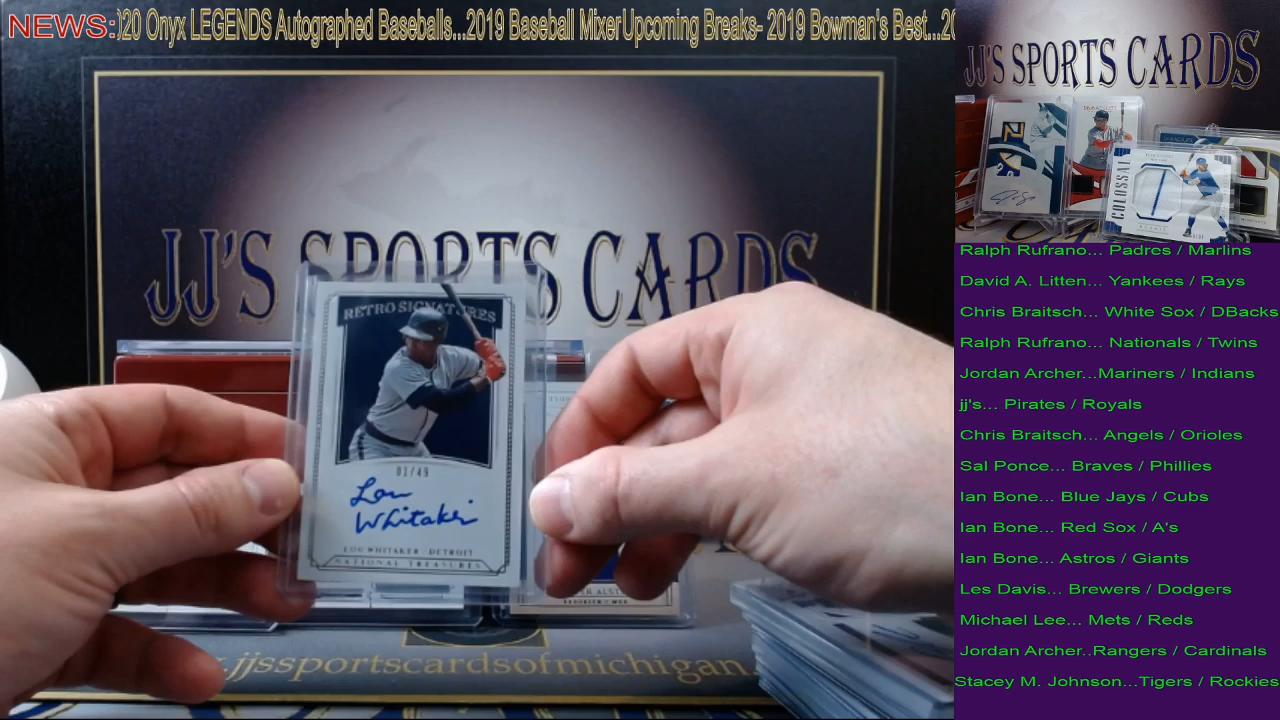 NEWS:
20 Onyx LEGENDS Autographed Baseballs...2019 Baseball Mixer Upcoming Breaks- 2019 Bowman's Best...20
JJ'S SPORTS CARDS
RETRO SIGNATURES
01/49
Lou
Whitaker
LOU WHITAKER · DETROIT
NATIONAL TREASURES
.jjssportscardsofmichigan.
JJ'S SPORTS CARDS
COLOSSAL
Ralph Rufrano... Padres / Marlins
David A. Litten... Yankees / Rays
Chris Braitsch... White Sox / DBacks
Ralph Rufrano... Nationals / Twins
Jordan Archer...Mariners / Indians
jj's... Pirates / Royals
Chris Braitsch... Angels / Orioles
Sal Ponce... Braves / Phillies
Ian Bone... Blue Jays / Cubs
Ian Bone... Red Sox / A's
Ian Bone... Astros / Giants
Les Davis... Brewers / Dodgers
Michael Lee... Mets / Reds
Jordan Archer..Rangers / Cardinals
Stacey M. Johnson...Tigers / Rockies